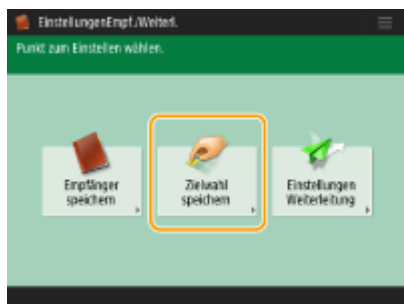 EinstellungenEmpf./Weiterl.
Punkt zum Einstellen wählen.
Empfänger
speichern
Zielwahl
speichern
Einstellungen
Weiterleitung